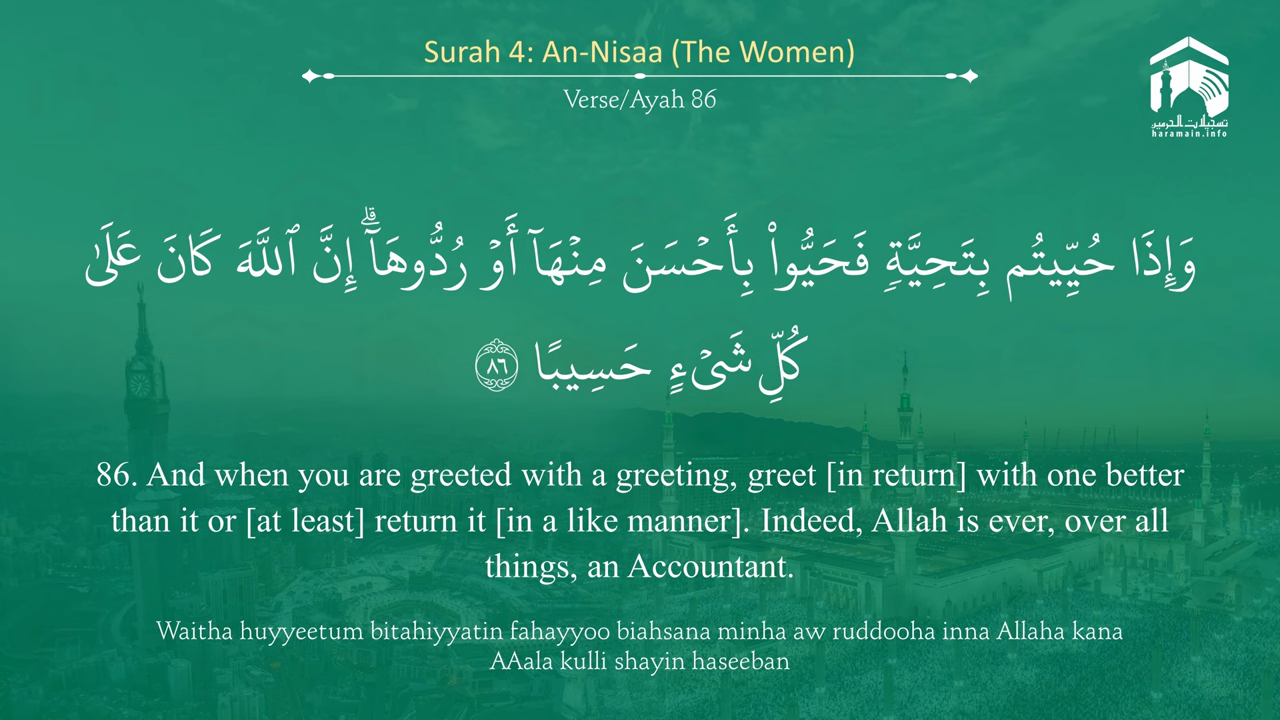 Surah 4: An-Nisaa (The Women)
Verse/Ayah 86
تسجيلات الحرمين
haramain.info
وَإِذَا حُيِّيتُم بِتَحِيَّةٍ فَحَيُّوا۟ بِأَحْسَنَ مِنْهَآ أَوْ رُدُّوهَآ ۗ إِنَّ ٱللَّهَ كَانَ عَلَىٰ
كُلِّ شَىْءٍ حَسِيبًا ٨٦
86. And when you are greeted with a greeting, greet [in return] with one better
than it or [at least] return it [in a like manner]. Indeed, Allah is ever, over all
things, an Accountant.
Waitha huyyeetum bitahiyyatin fahayyoo biahsana minha aw ruddooha inna Allaha kana
AAala kulli shayin haseeban